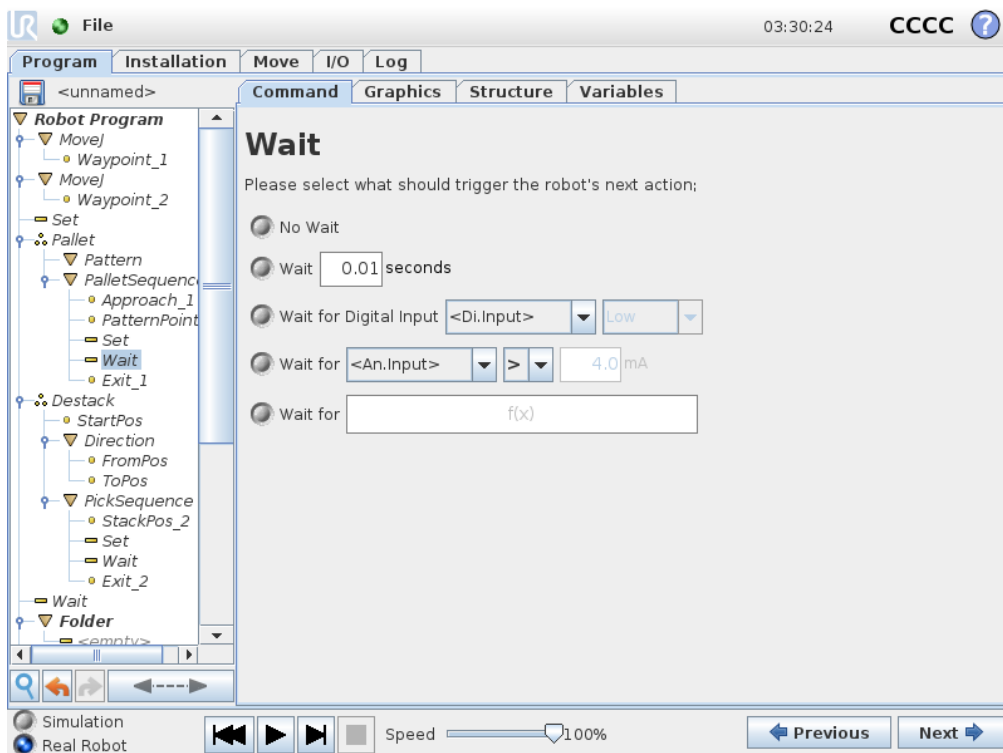 UR File 03:30:24 CCCC ?
Program Installation Move I/O Log
<unnamed> Command Graphics Structure Variables
Robot Program
MoveJ
Waypoint_1
MoveJ
Waypoint_2
Set
Pallet
Pattern
PalletSequenc
Approach_1
PatternPoint
Set
Wait
Exit_1
Destack
StartPos
Direction
FromPos
ToPos
PickSequence
StackPos_2
Set
Wait
Exit_2
Wait
Folder
<empty>
Wait
Please select what should trigger the robot's next action;
No Wait
Wait 0.01 seconds
Wait for Digital Input <Di.Input> Low
Wait for <An.Input> > 4.0 mA
Wait for f(x)
Simulation
Real Robot
Speed 100%
Previous Next